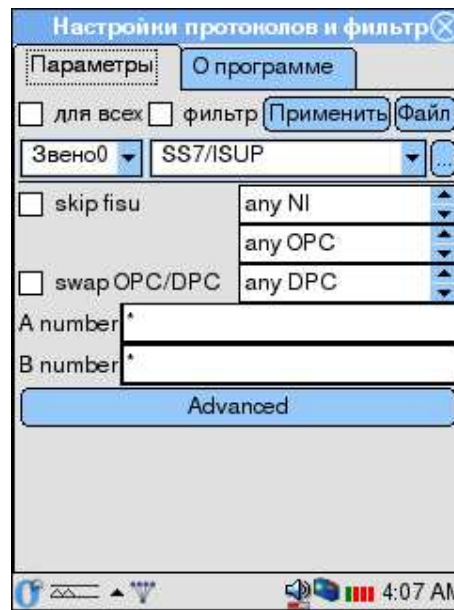 Настройки протоколов и фильтр
Параметры О программе
для всех фильтр Применить Файл
Звено0 SS7/ISUP ...
skip fisu any NI
any OPC
swap OPC/DPC any DPC
A number *
B number *
Advanced
4:07 AM